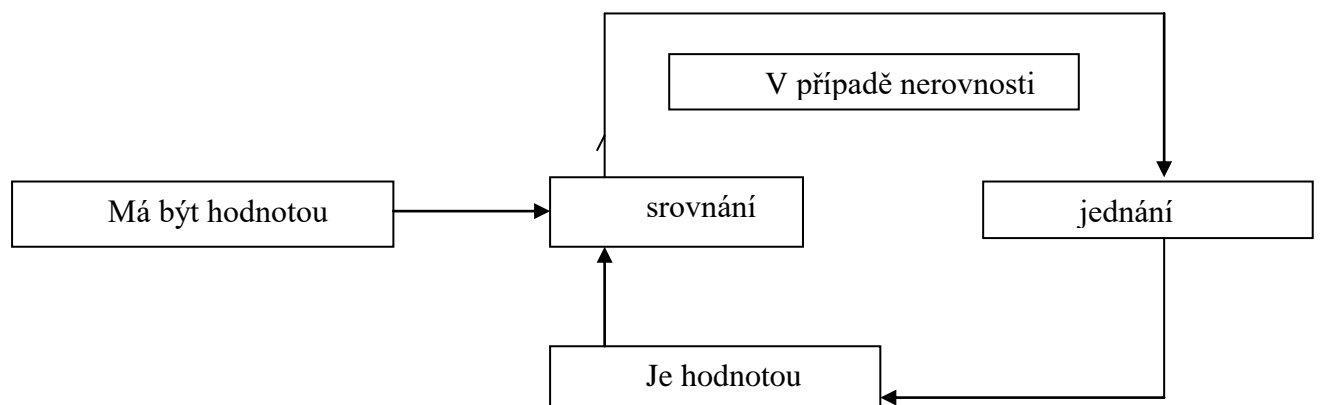 V případě nerovnosti
Má být hodnotou
srovnání
jednání
Je hodnotou